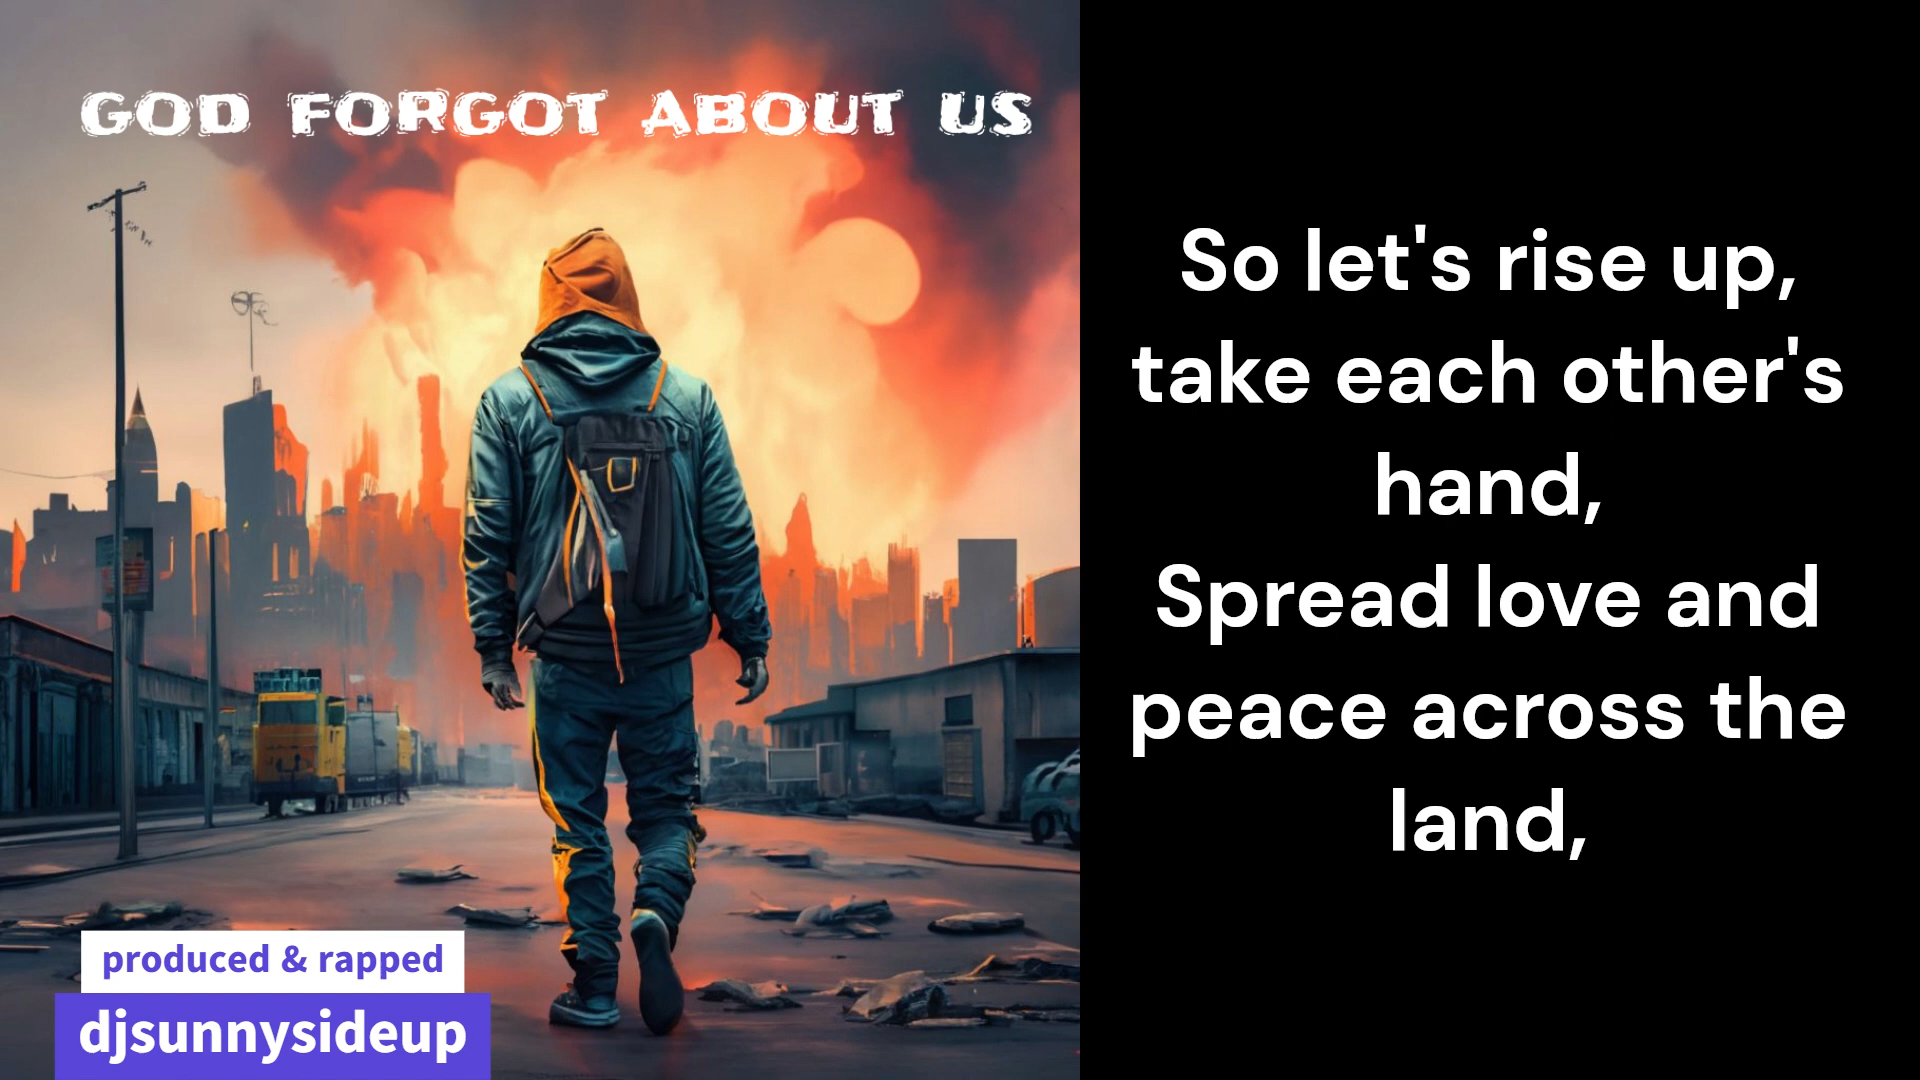 GOD FORGOT ABOUT US
produced & rapped
djsunnysideup
So let's rise up,
take each other's
hand,
Spread love and
peace across the
land,